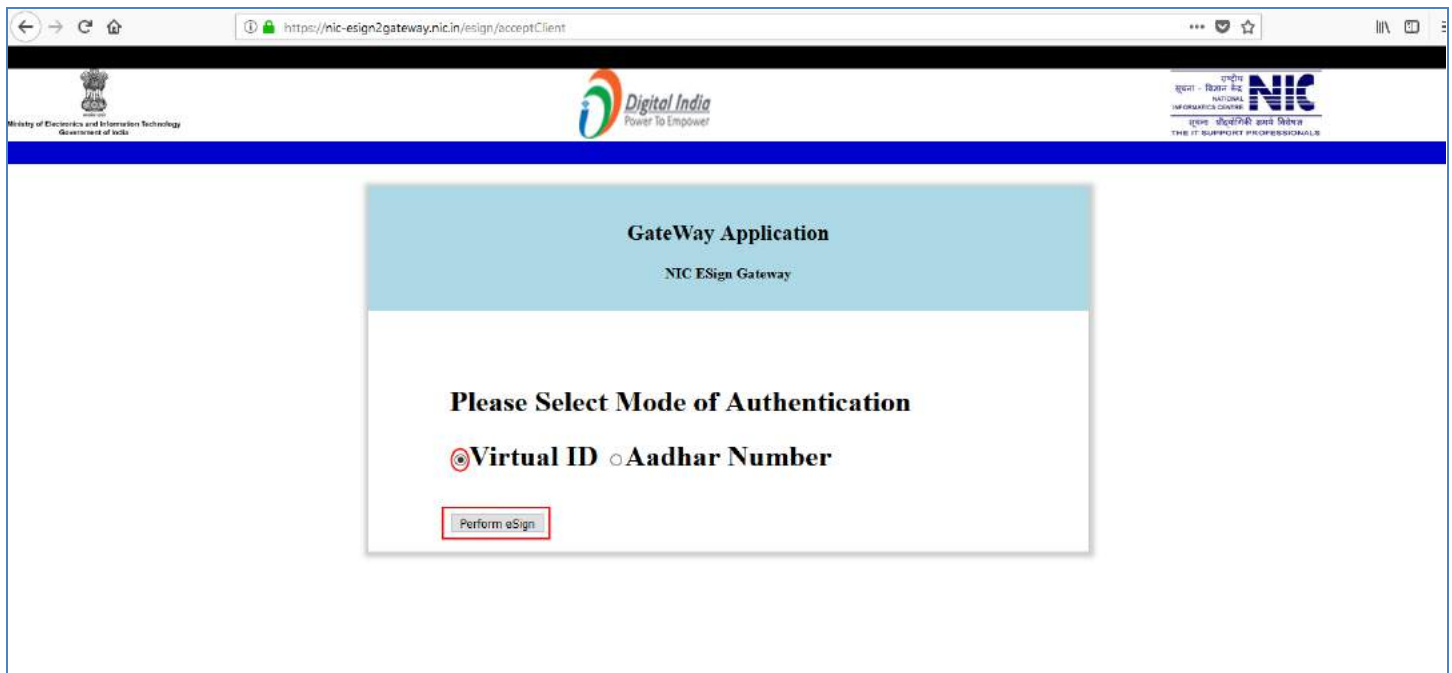 https://nic-esign2gateway.nic.in/esign/acceptClient
Ministry of Electronics and Information Technology
Government of India
Digital India
Power To Empower
राष्ट्रीय
सूचना - विज्ञान केंद्र
NATIONAL
INFORMATICS CENTRE
NIC
THE IT SUPPORT PROFESSIONALS
GateWay Application
NIC ESign Gateway
Please Select Mode of Authentication
Virtual ID Aadhar Number
Perform eSign